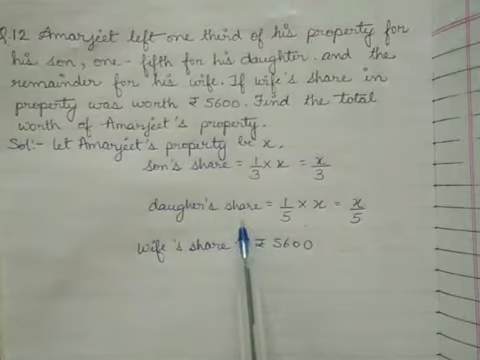 Q.12 Amarjeet left one third of his property for
his son, one-fifth for his daughter. and the
remainder for his wife. If wife's share in
property was worth ₹ 5600. Find the total
worth of Amarjeet's property.
Sol:- let Amarjeet's property be x.
son's share = 1/3 × x = x/3
daugher's share = 1/5 × x = x/5
Wife's share = ₹ 5600